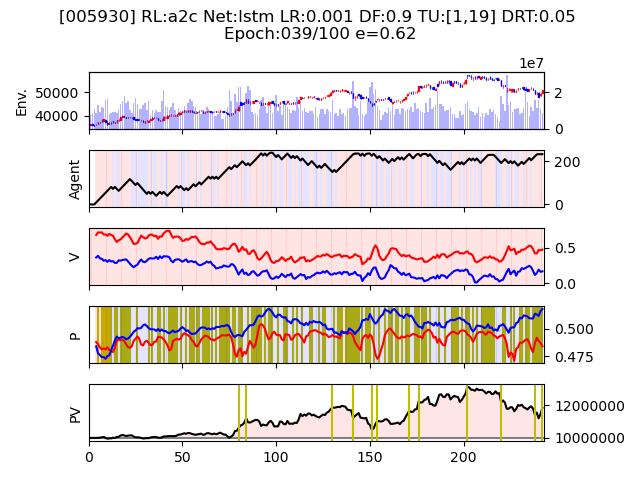 [005930] RL:a2c Net:lstm LR:0.001 DF:0.9 TU:[1,19] DRT:0.05
Epoch:039/100 e=0.62
1e7
Env.
50000
40000
2
0
Agent
200
0
V
0.5
0.0
P
0.500
0.475
PV
12000000
10000000
0 50 100 150 200